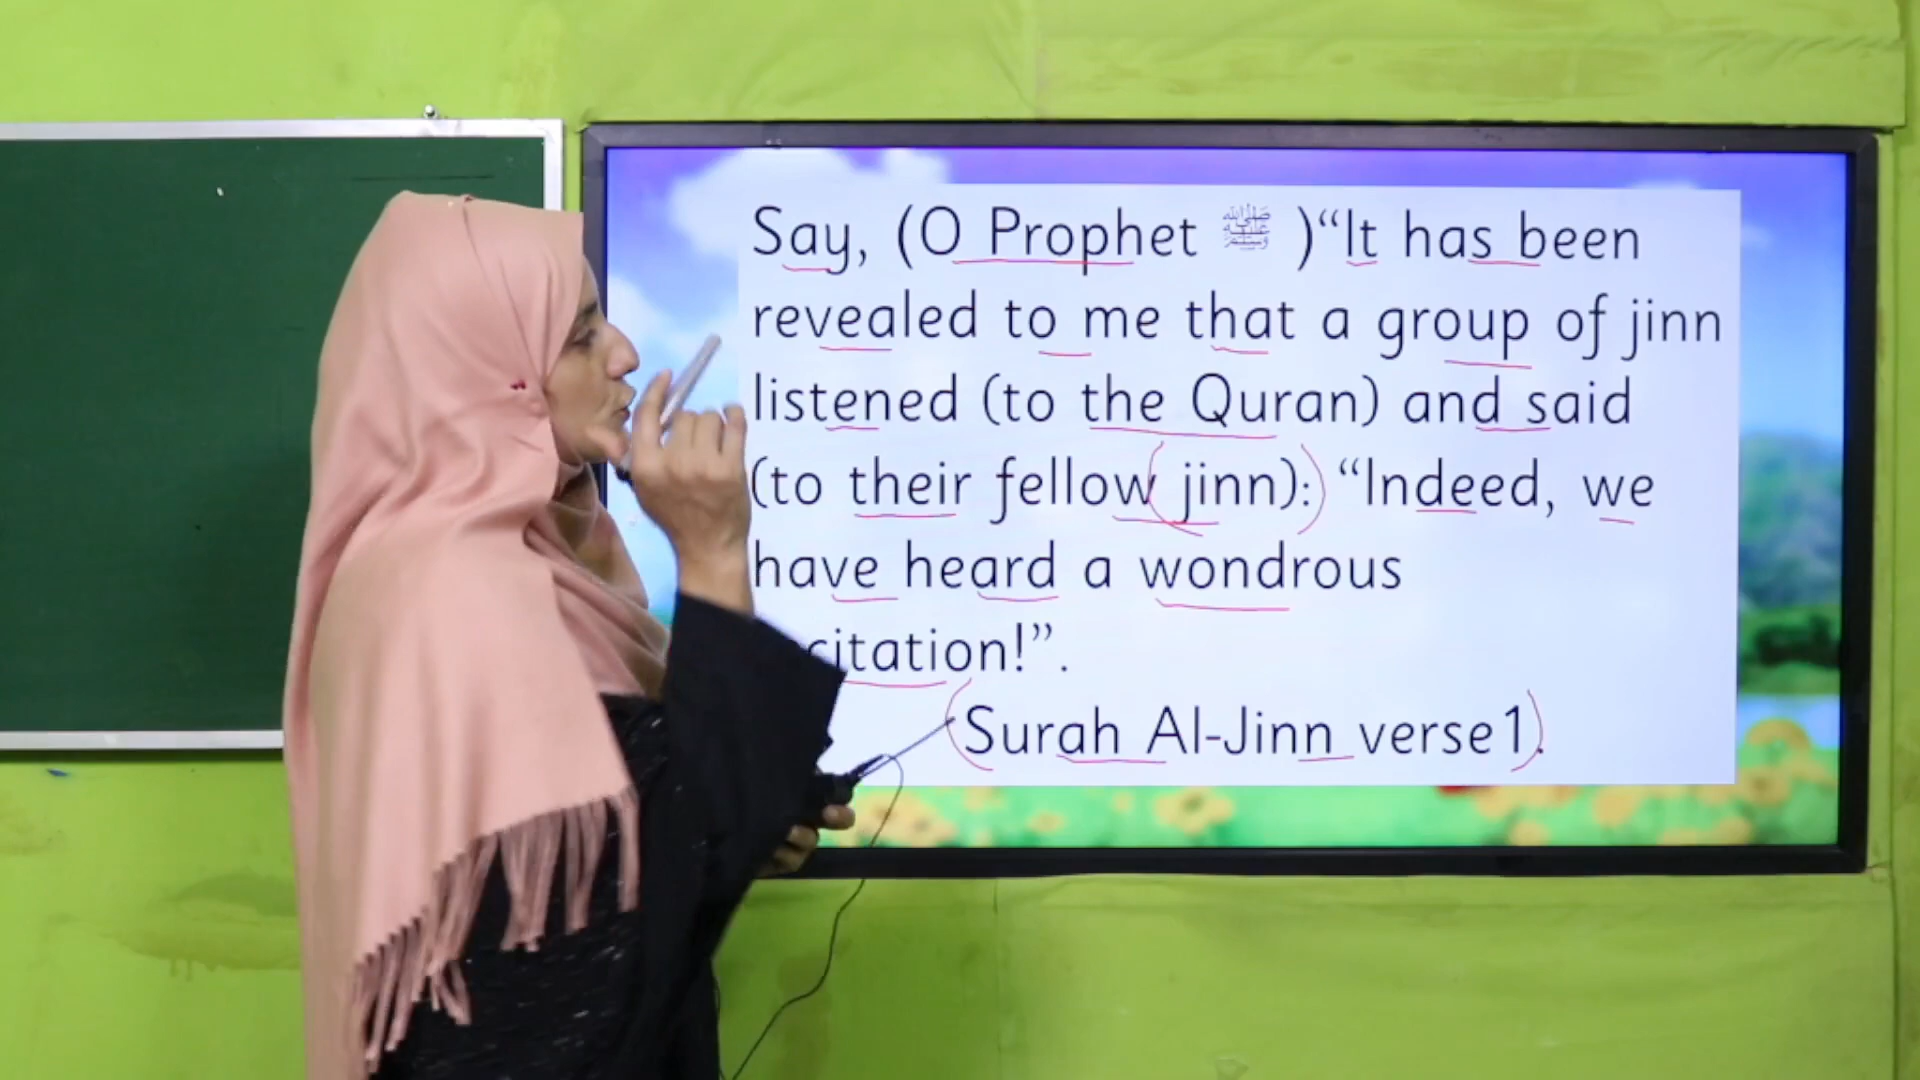 Say, (O Prophet ﷺ )“It has been
revealed to me that a group of jinn
listened (to the Quran) and said
(to their fellow jinn): “Indeed, we
have heard a wondrous
citation!”.
(Surah Al-Jinn verse1).